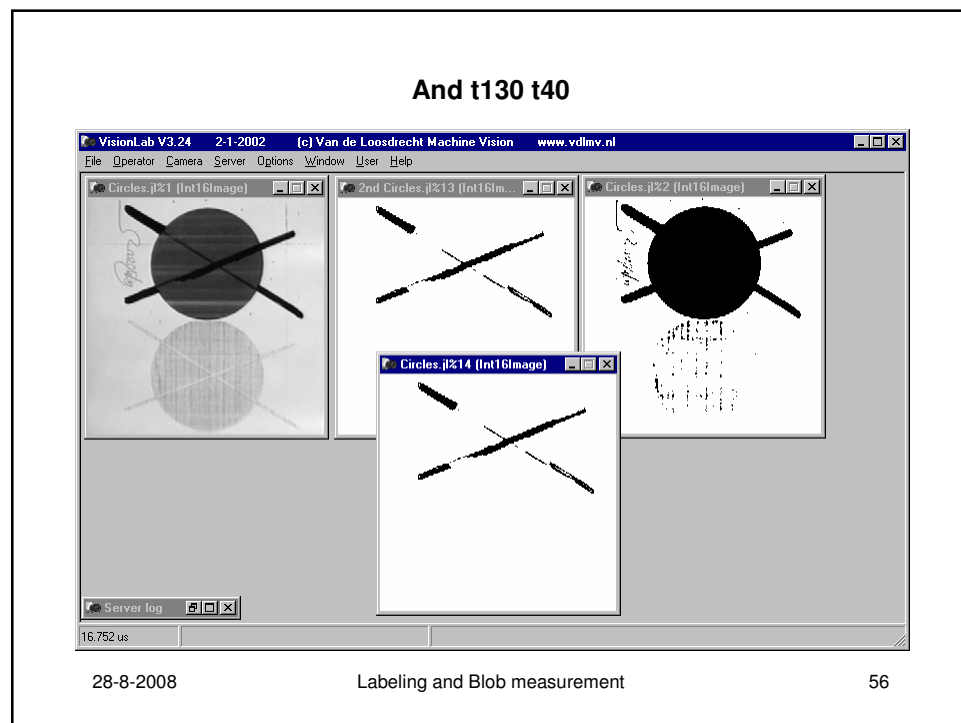 And t130 t40
VisionLab V3.24 2-1-2002 (c) Van de Loosdrecht Machine Vision www.vdlmv.nl
File Operator Camera Server Options Window User Help
Circles.jl%1 (Int16Image)
2nd Circles.jl%13 (Int16Im...
Circles.jl%2 (Int16Image)
Circles.jl%14 (Int16Image)
Server log
16.752 us
28-8-2008 Labeling and Blob measurement 56